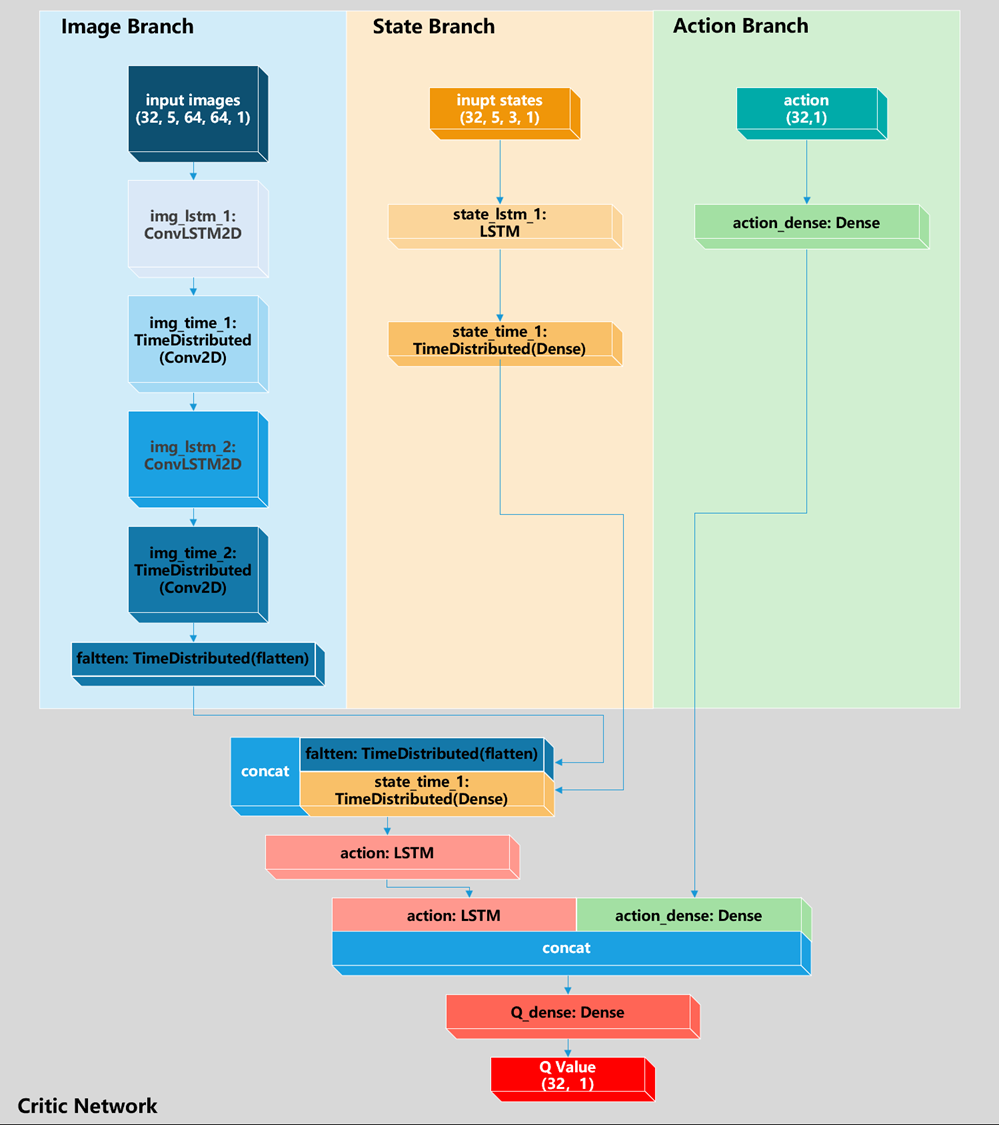 Image Branch
input images
(32, 5, 64, 64, 1)
img_lstm_1:
ConvLSTM2D
img_time_1:
TimeDistributed
(Conv2D)
img_lstm_2:
ConvLSTM2D
img_time_2:
TimeDistributed
(Conv2D)
faltten: TimeDistributed(flatten)
State Branch
inupt states
(32, 5, 3, 1)
state_lstm_1:
LSTM
state_time_1:
TimeDistributed(Dense)
Action Branch
action
(32,1)
action_dense: Dense
concat
faltten: TimeDistributed(flatten)
state_time_1:
TimeDistributed(Dense)
action: LSTM
action: LSTM
action_dense: Dense
concat
Q_dense: Dense
Q Value
(32, 1)
Critic Network